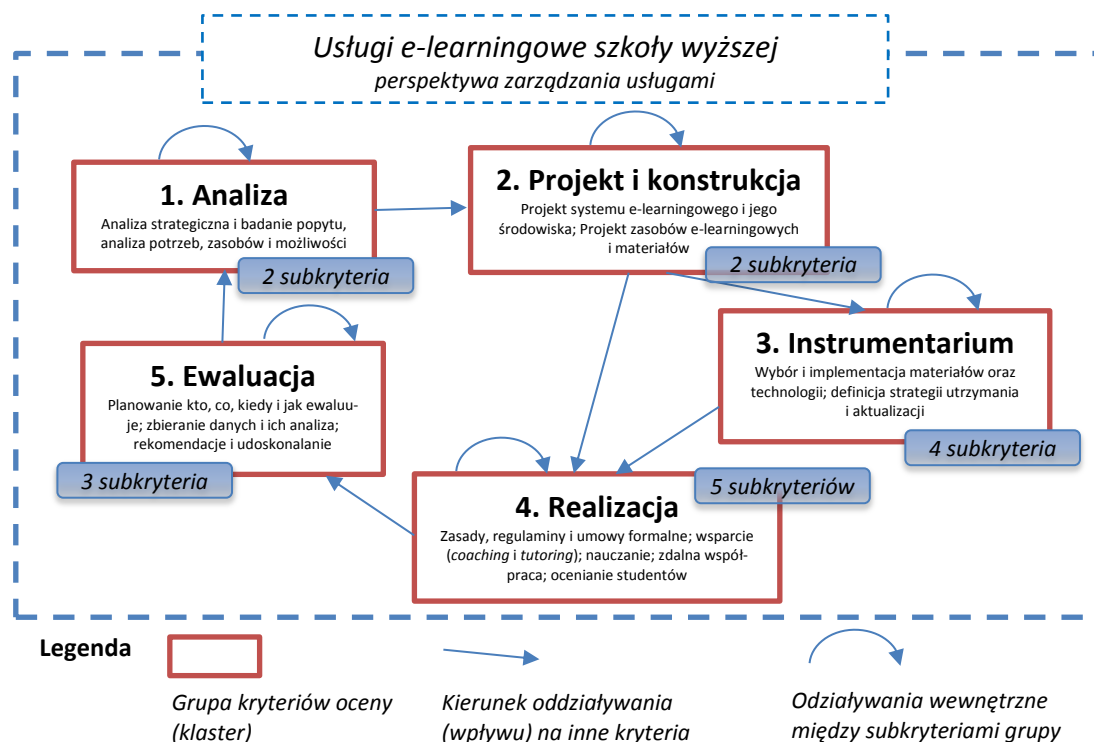 Usługi e-learningowe szkoły wyższej
perspektywa zarządzania usługami
1. Analiza
Analiza strategiczna i badanie popytu,
analiza potrzeb, zasobów i możliwości
2 subkryteria
2. Projekt i konstrukcja
Projekt systemu e-learningowego i jego
środowiska; Projekt zasobów e-learningowych
i materiałów
2 subkryteria
3. Instrumentarium
Wybór i implementacja materiałów oraz
technologii; definicja strategii utrzymania
i aktualizacji
4 subkryteria
5. Ewaluacja
Planowanie kto, co, kiedy i jak ewaluu-
je; zbieranie danych i ich analiza;
rekomendacje i udoskonalanie
3 subkryteria
5 subkryteriów
4. Realizacja
Zasady, regulaminy i umowy formalne; wsparcie
(coaching i tutoring); nauczanie; zdalna współ-
praca; ocenianie studentów
Legenda
Grupa kryteriów oceny
(klaster)
Kierunek oddziaływania
(wpływu) na inne kryteria
Odziaływania wewnętrzne
między subkryteriami grupy